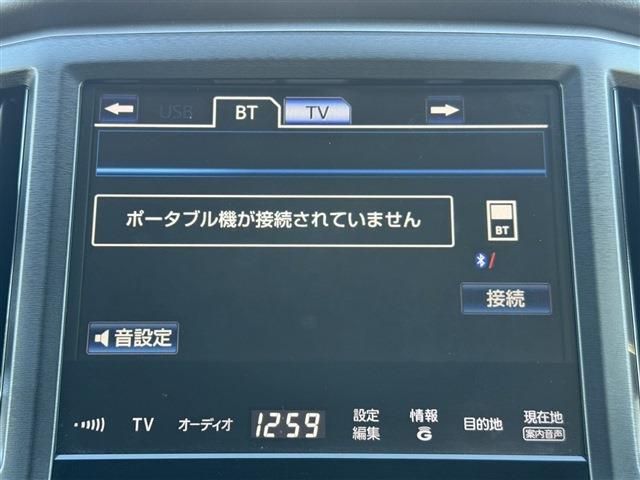 USB BT TV
ポータブル機が接続されていません
BT
接続
音設定
TV オーディオ 12:59 設定 編集 情報 G 目的地 現在地 案内音声